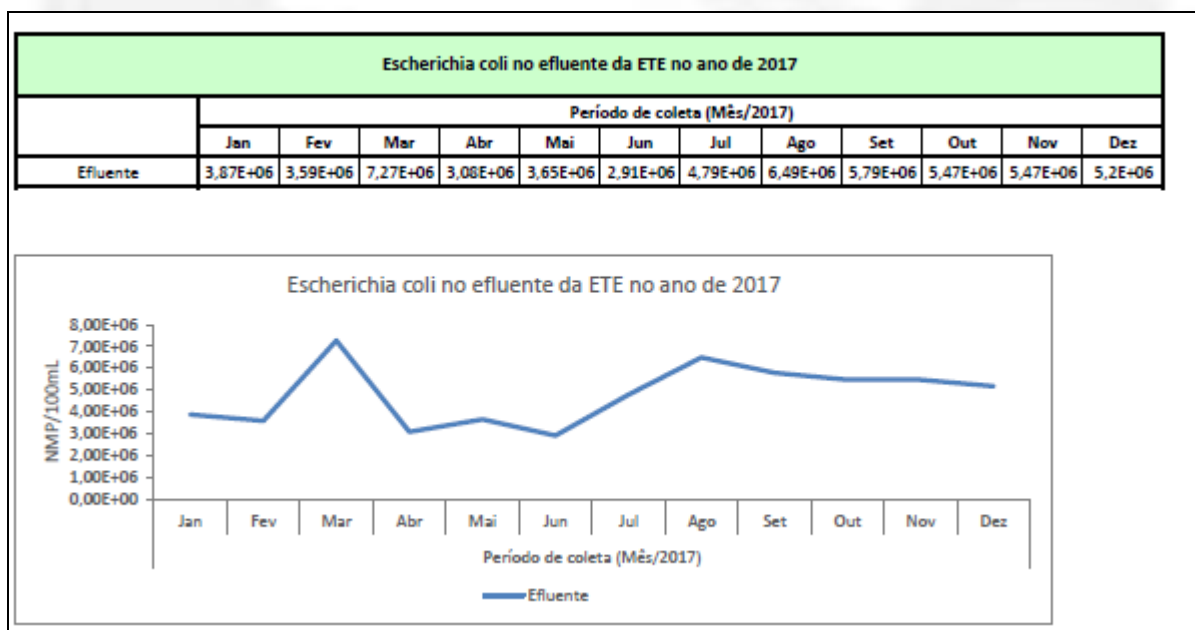 Escherichia coli no efluente da ETE no ano de 2017
Período de coleta (Mês/2017)
Jan Fev Mar Abr Mai Jun Jul Ago Set Out Nov Dez
Efluente 3,87E+06 3,59E+06 7,27E+06 3,08E+06 3,65E+06 2,91E+06 4,79E+06 6,49E+06 5,79E+06 5,47E+06 5,47E+06 5,2E+06
Escherichia coli no efluente da ETE no ano de 2017
NMP/100mL
8,00E+06
7,00E+06
6,00E+06
5,00E+06
4,00E+06
3,00E+06
2,00E+06
1,00E+06
0,00E+00
Jan Fev Mar Abr Mai Jun Jul Ago Set Out Nov Dez
Período de coleta (Mês/2017)
Efluente